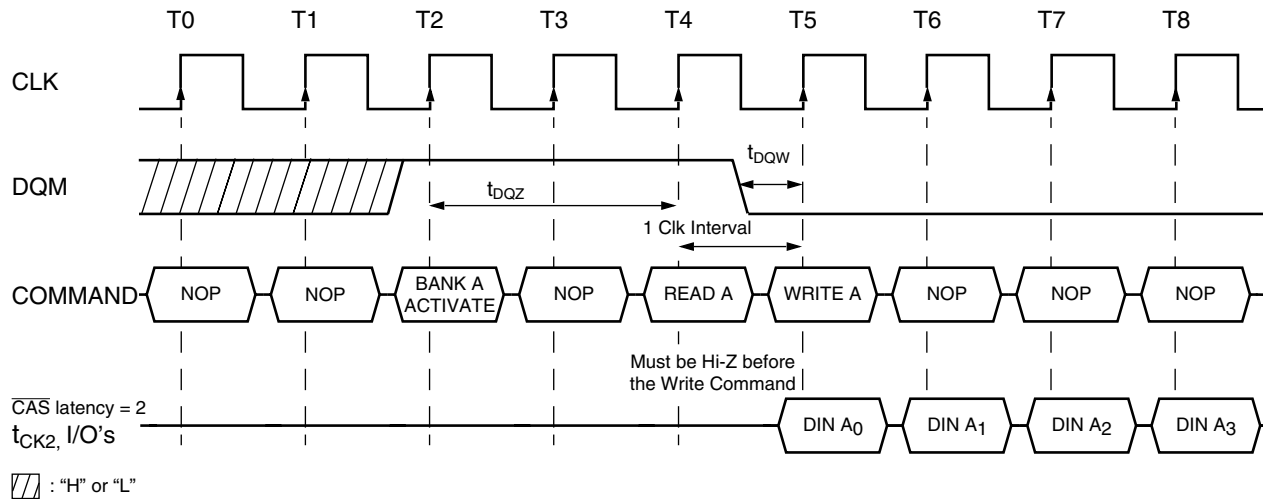 T0 T1 T2 T3 T4 T5 T6 T7 T8
CLK
tDQW
DQM
tDQZ
1 Clk Interval
COMMAND NOP NOP BANK A ACTIVATE NOP READ A WRITE A NOP NOP NOP
Must be Hi-Z before
the Write Command
CAS latency = 2
tCK2, I/O's DIN A0 DIN A1 DIN A2 DIN A3
: “H” or “L”